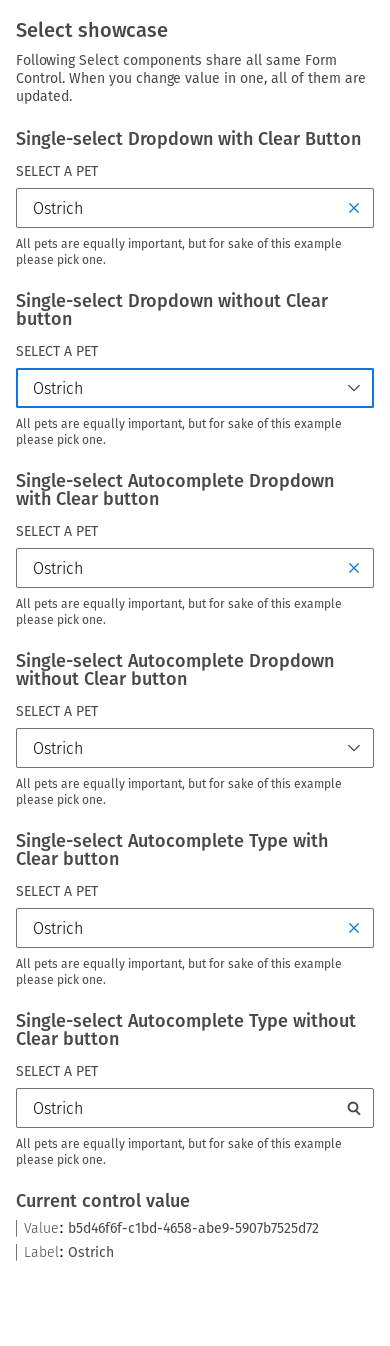 Select showcase
Following Select components share all same Form
Control. When you change value in one, all of them are
updated.
Single-select Dropdown with Clear Button
SELECT A PET
Ostrich
All pets are equally important, but for sake of this example
please pick one.
Single-select Dropdown without Clear
button
SELECT A PET
Ostrich
All pets are equally important, but for sake of this example
please pick one.
Single-select Autocomplete Dropdown
with Clear button
SELECT A PET
Ostrich
All pets are equally important, but for sake of this example
please pick one.
Single-select Autocomplete Dropdown
without Clear button
SELECT A PET
Ostrich
All pets are equally important, but for sake of this example
please pick one.
Single-select Autocomplete Type with
Clear button
SELECT A PET
Ostrich
All pets are equally important, but for sake of this example
please pick one.
Single-select Autocomplete Type without
Clear button
SELECT A PET
Ostrich
All pets are equally important, but for sake of this example
please pick one.
Current control value
Value: b5d46f6f-c1bd-4658-abe9-5907b7525d72
Label: Ostrich